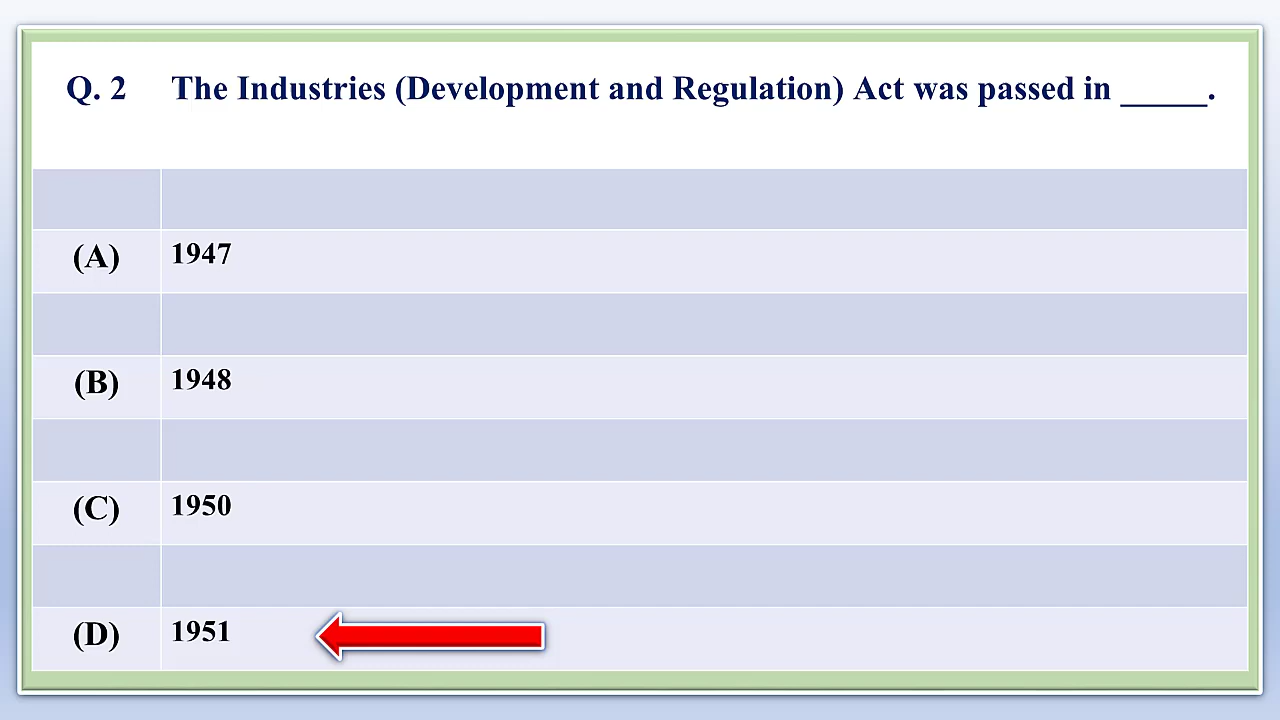 Q. 2 The Industries (Development and Regulation) Act was passed in _____.
(A) 1947
(B) 1948
(C) 1950
(D) 1951